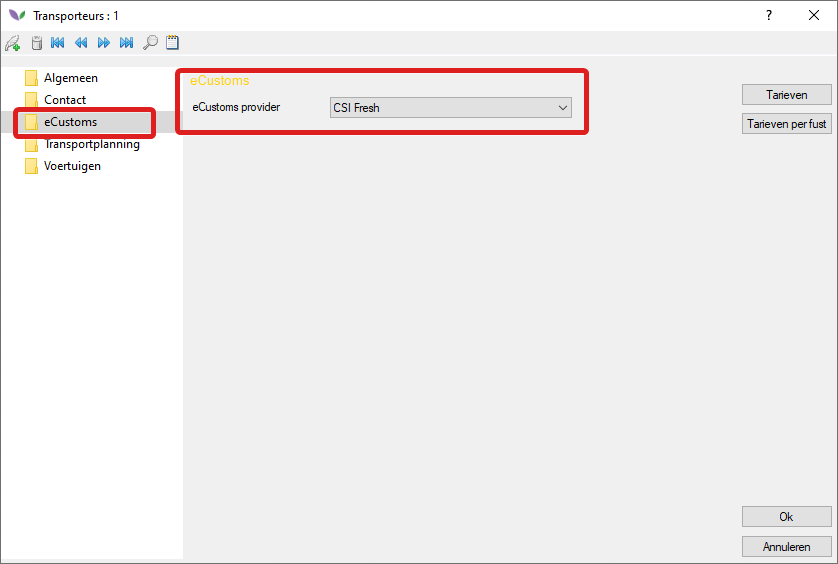 Transporteurs : 1
?
Algemeen
Contact
eCustoms
Transportplanning
Voertuigen
eCustoms
eCustoms provider
CSI Fresh
Tarieven
Tarieven per fust
Ok
Annuleren